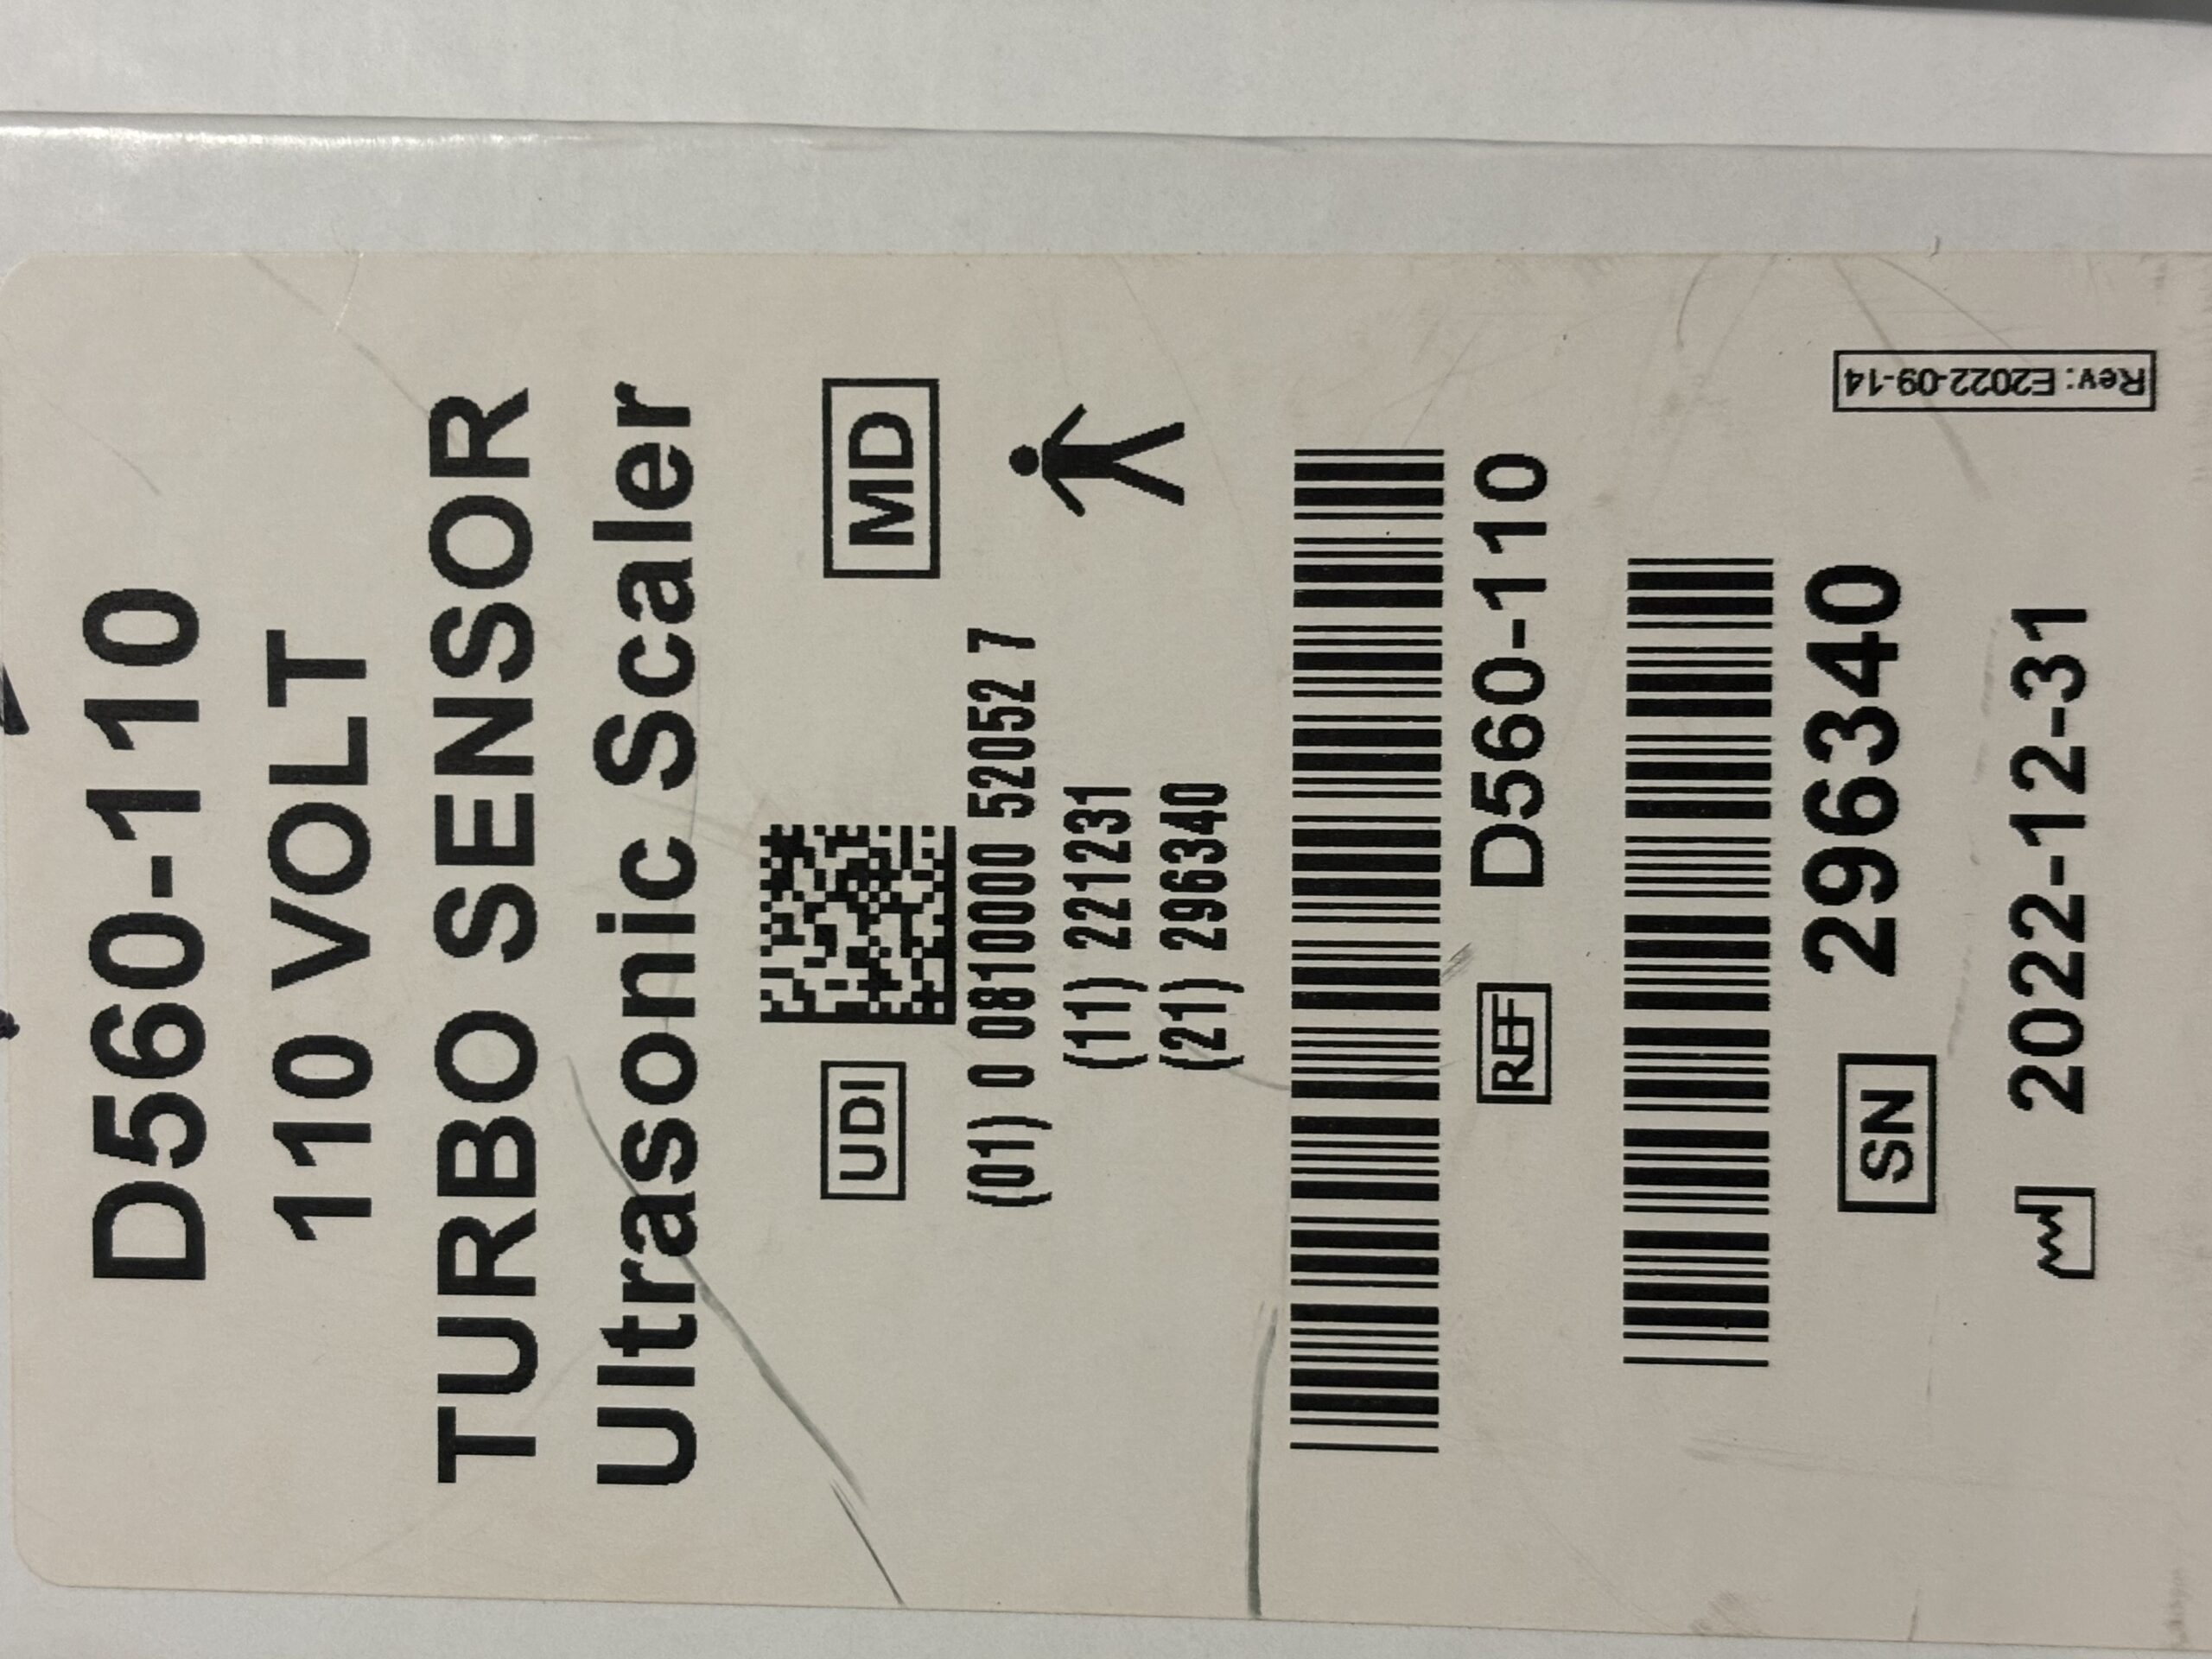 D560-110
110 VOLT
TURBO SENSOR
Ultrasonic Scaler
UDI
MD
(01) 0 0810000 52052 7
(11) 221231
(21) 296340
REF D560-110
SN 296340
2022-12-31
Rev: E2022-09-14